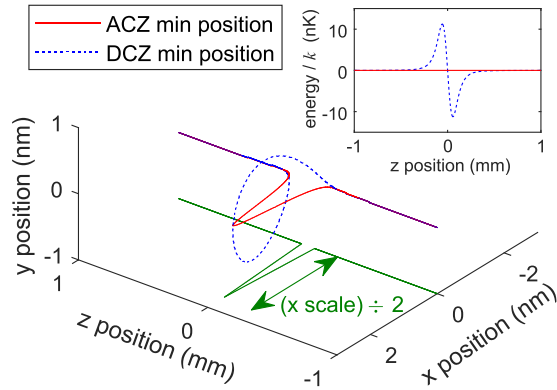 ACZ min position
DCZ min position
energy / k (nK)
10
0
-10
-1
0
1
z position (mm)
1
0
-1
y position (nm)
1
0
-1
z position (mm)
(x scale) ÷ 2
-2
0
2
x position (nm)